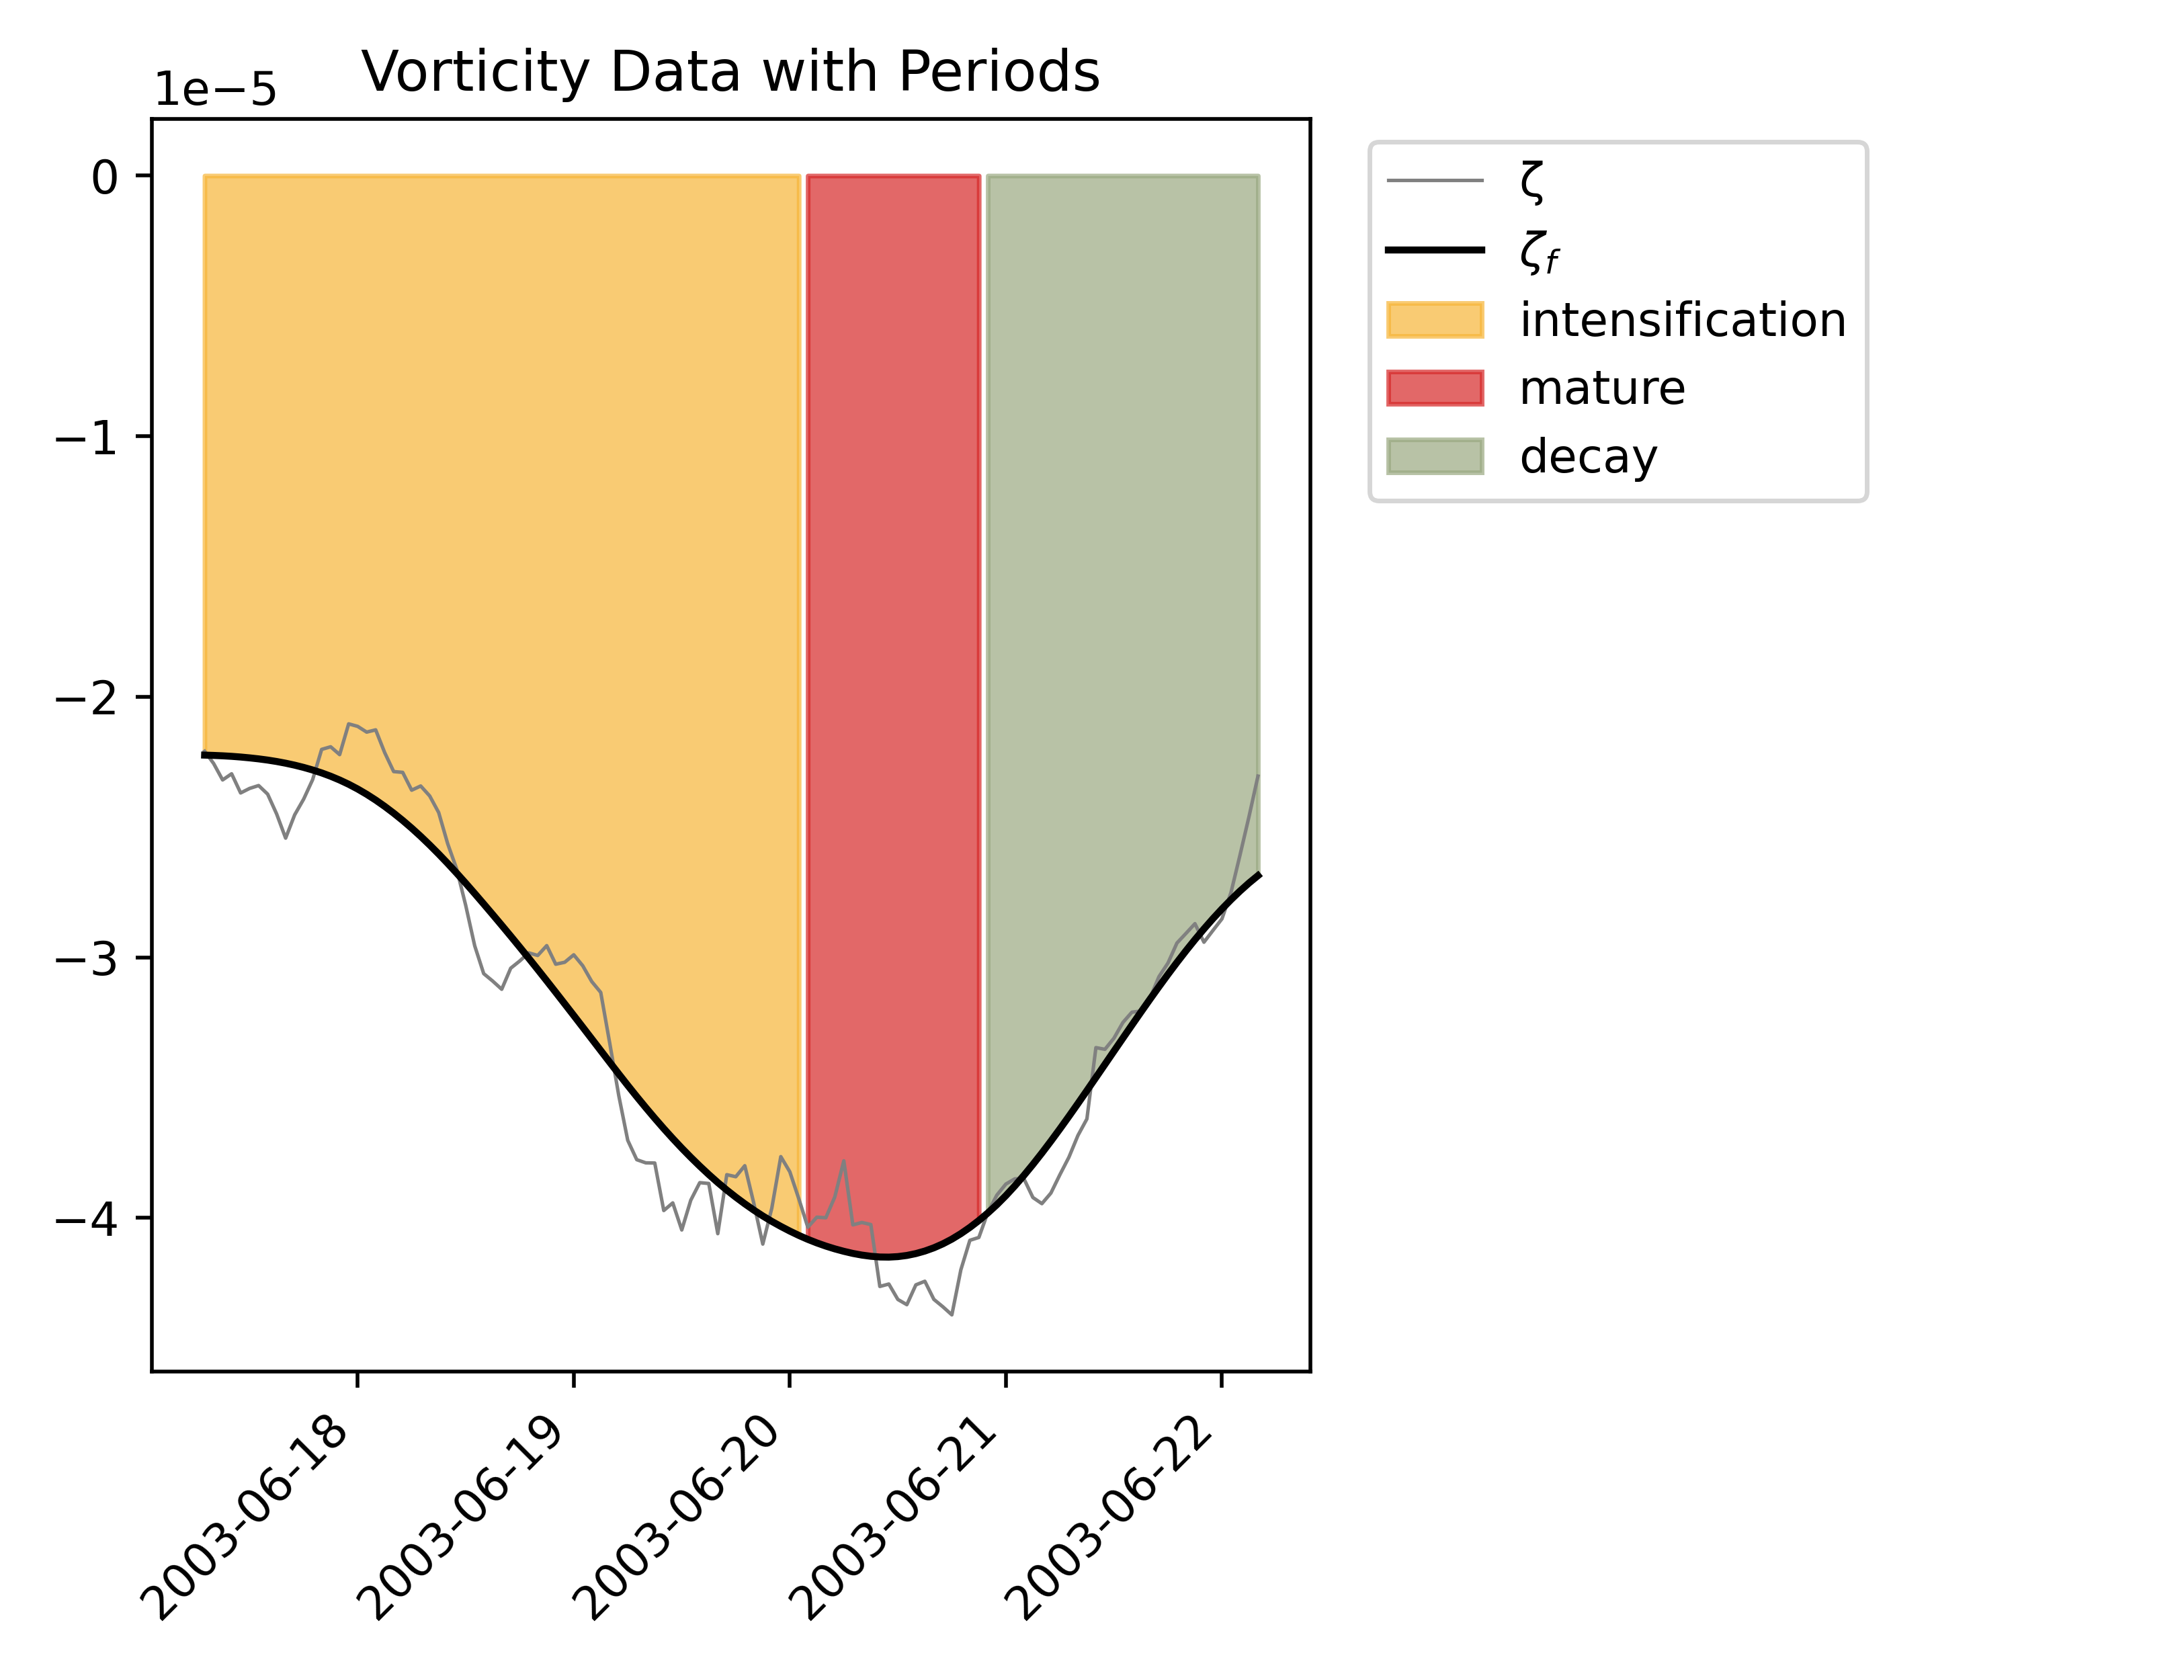 Vorticity Data with Periods
1e−5
0
−1
−2
−3
−4
2003-06-18
2003-06-19
2003-06-20
2003-06-21
2003-06-22
ζ
ζf
intensification
mature
decay